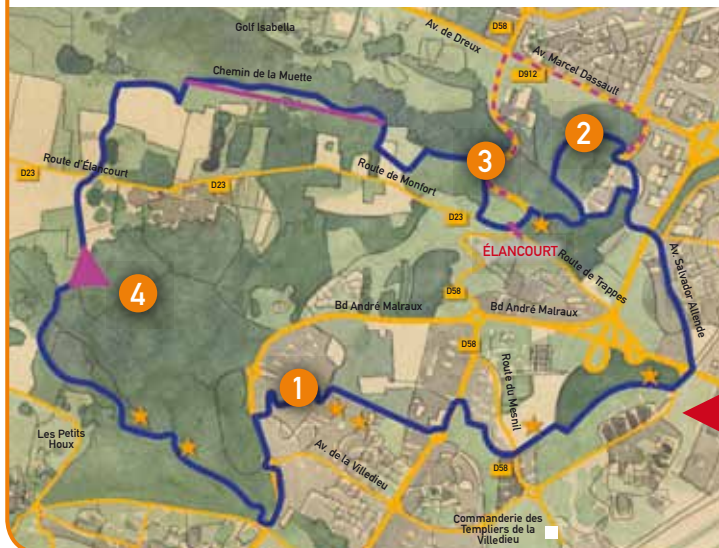 Golf Isabella
D58
Av. de Dreux
Av. Marcel Dassault
D912
Chemin de la Muette
2
3
Route d'Élancourt
D23
D23
Route de Monfort
D23
ÉLANCOURT
Route de Trappes
Av. Salvador Allende
4
D58
Bd André Malraux
Bd André Malraux
D58
1
Route du Mesnil
Les Petits
Houx
Av. de la Villedieu
D58
Commanderie des
Templiers de la
Villedieu